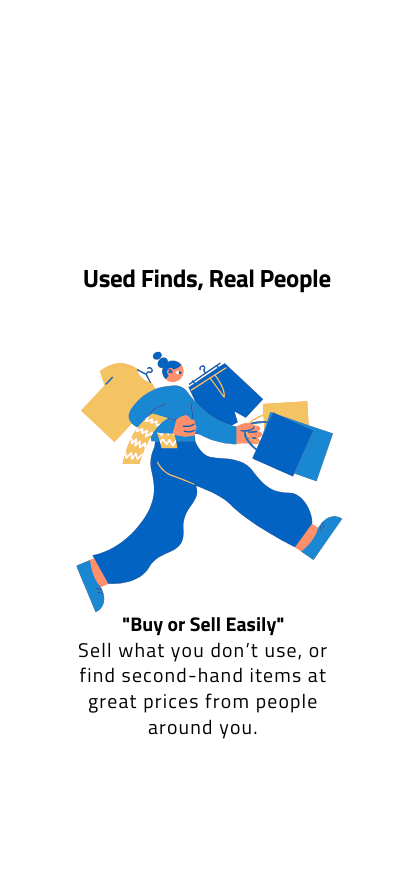 Used Finds, Real People
"Buy or Sell Easily"
Sell what you don’t use, or
find second-hand items at
great prices from people
around you.